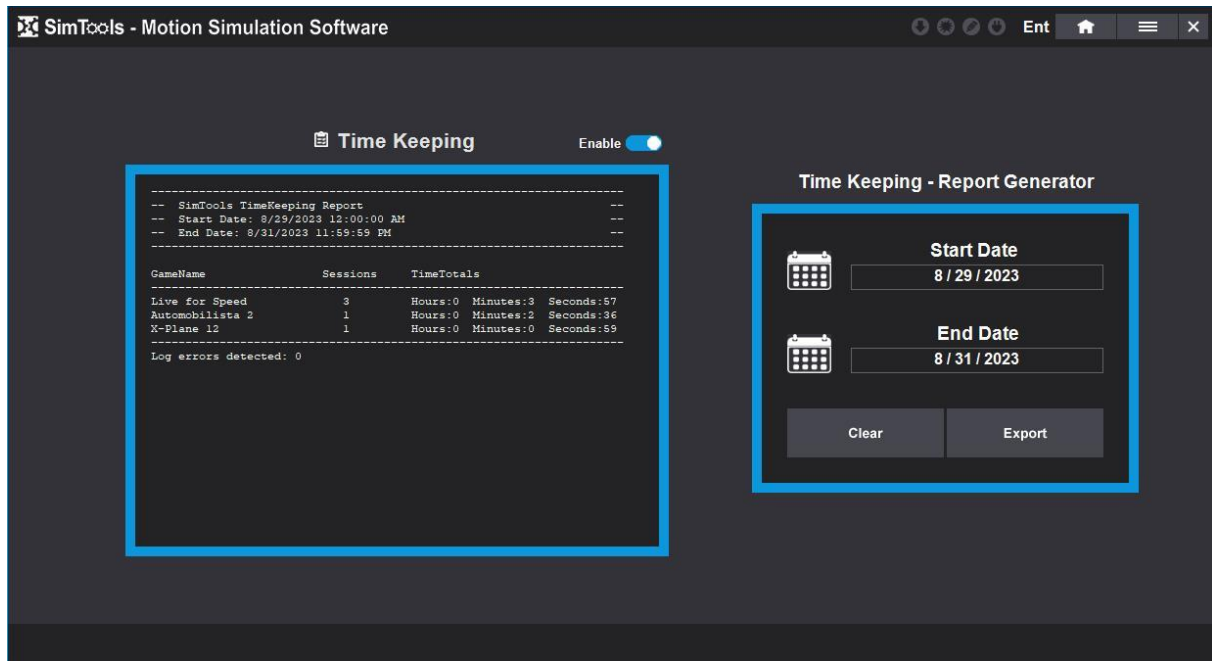 SimTools - Motion Simulation Software
Ent
Time Keeping
Enable
--------------------------------------------------------------------
-- SimTools TimeKeeping Report --
-- Start Date: 8/29/2023 12:00:00 AM --
-- End Date: 8/31/2023 11:59:59 PM --
--------------------------------------------------------------------
GameName Sessions TimeTotals
--------------------------------------------------------------------
Live for Speed 3 Hours:0 Minutes:3 Seconds:57
Automobilista 2 1 Hours:0 Minutes:2 Seconds:36
X-Plane 12 1 Hours:0 Minutes:0 Seconds:59
--------------------------------------------------------------------
Log errors detected: 0
Time Keeping - Report Generator
Start Date
8 / 29 / 2023
End Date
8 / 31 / 2023
Clear Export